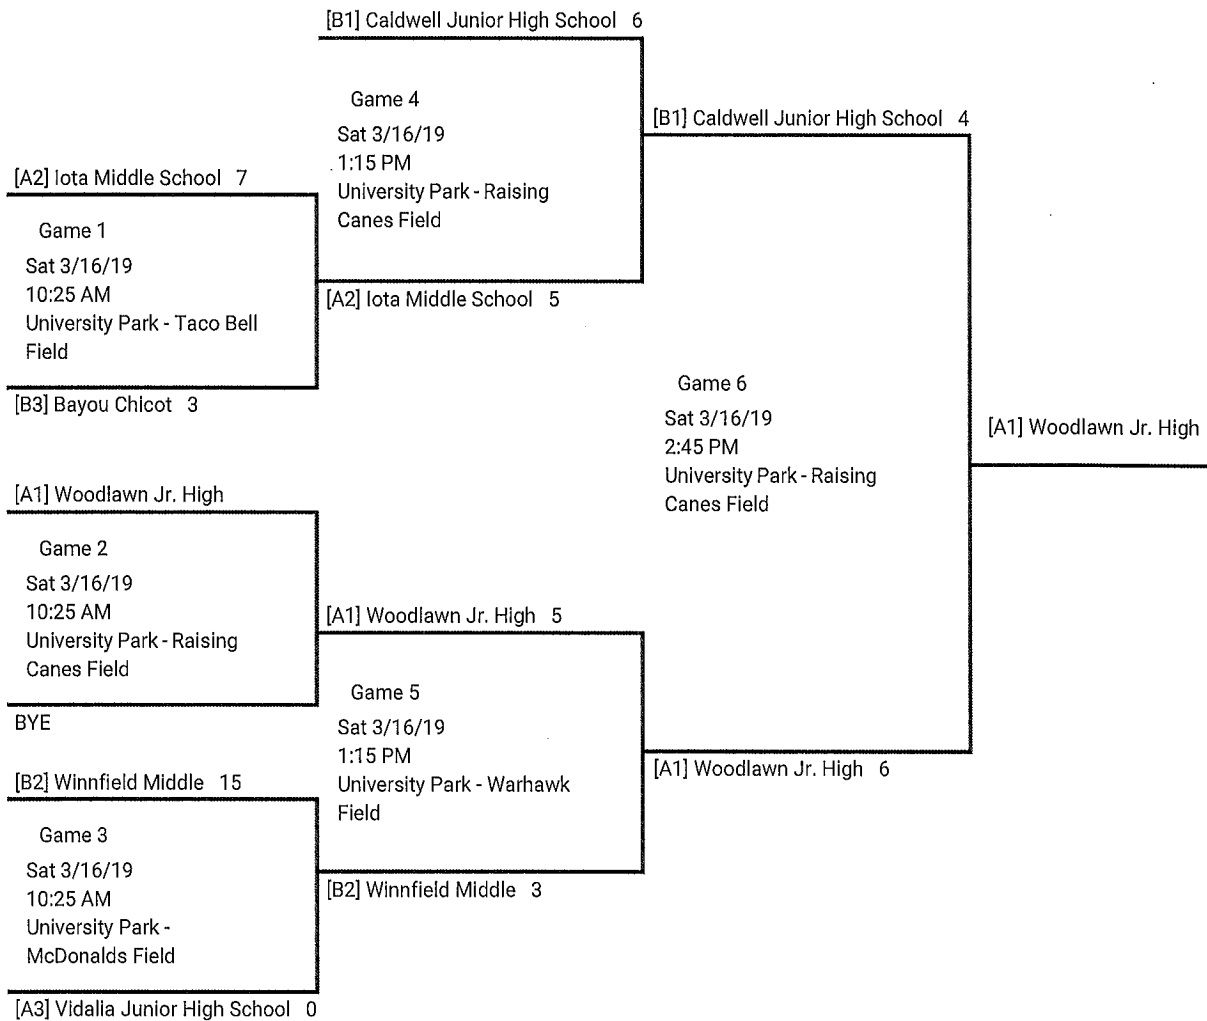 [B1] Caldwell Junior High School 6
Game 4
Sat 3/16/19
1:15 PM
University Park - Raising
Canes Field
[B1] Caldwell Junior High School 4
[A2] Iota Middle School 7
Game 1
Sat 3/16/19
10:25 AM
University Park - Taco Bell
Field
[A2] Iota Middle School 5
[B3] Bayou Chicot 3
Game 6
Sat 3/16/19
2:45 PM
University Park - Raising
Canes Field
[A1] Woodlawn Jr. High
[A1] Woodlawn Jr. High
Game 2
Sat 3/16/19
10:25 AM
University Park - Raising
Canes Field
BYE
[A1] Woodlawn Jr. High 5
Game 5
Sat 3/16/19
1:15 PM
University Park - Warhawk
Field
[A1] Woodlawn Jr. High 6
[B2] Winnfield Middle 15
Game 3
Sat 3/16/19
10:25 AM
University Park -
McDonalds Field
[B2] Winnfield Middle 3
[A3] Vidalia Junior High School 0